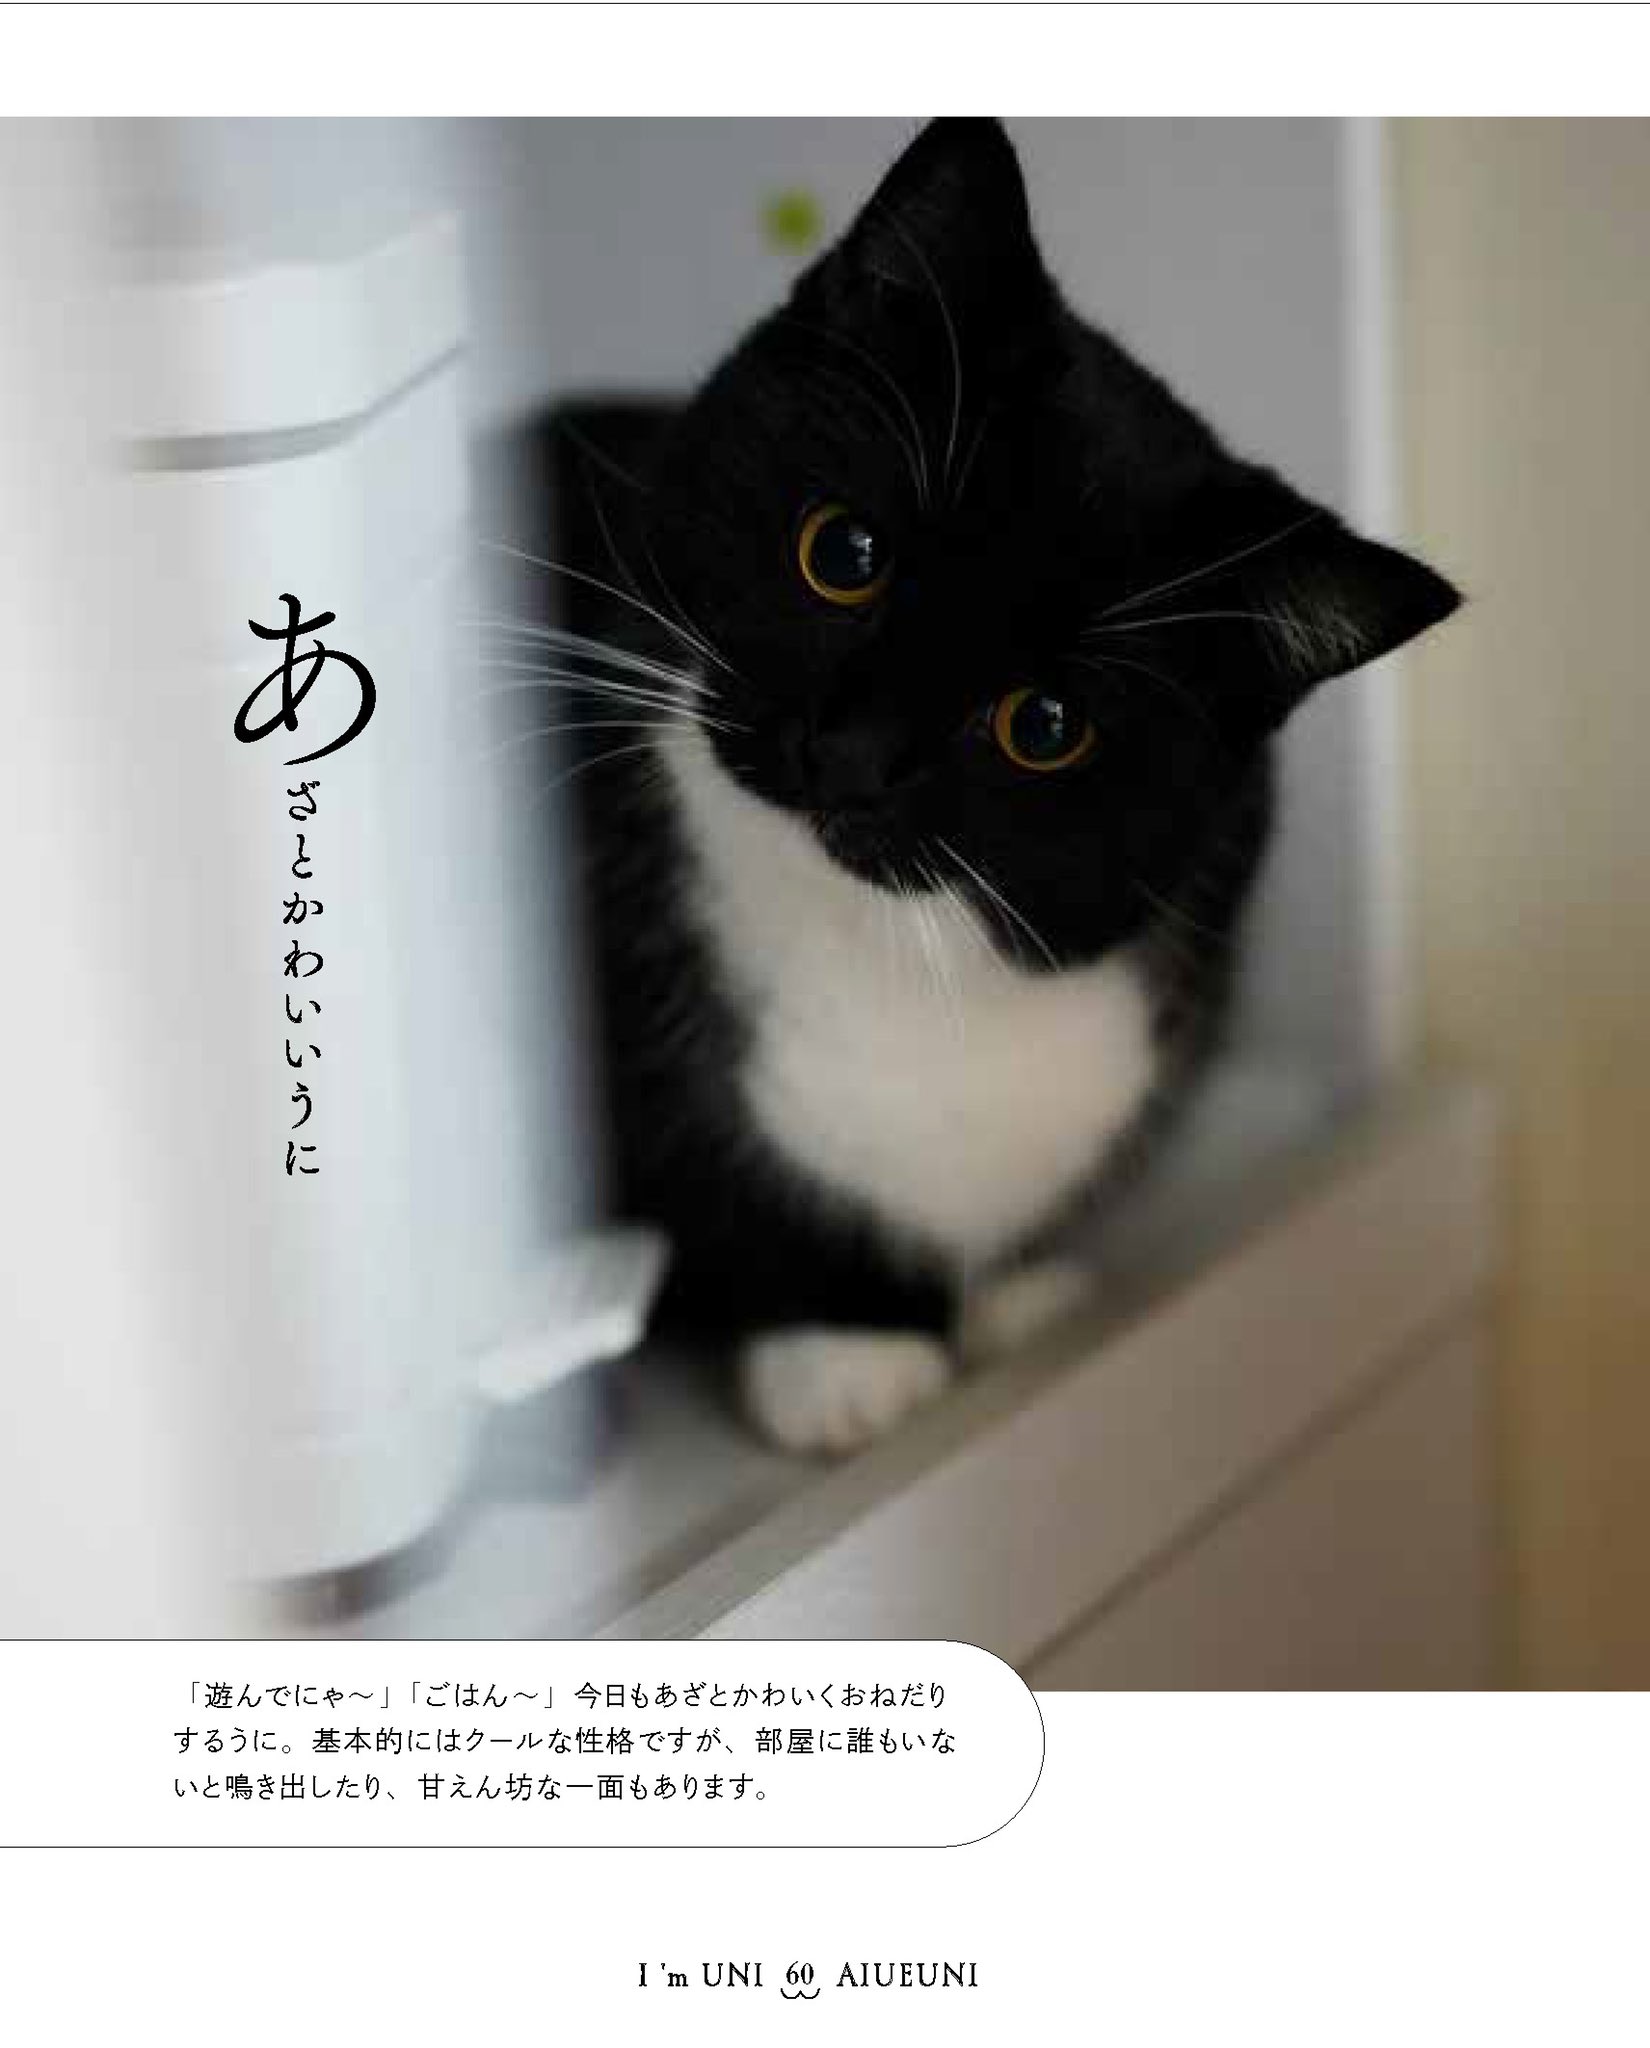 あざとかわいいうに
「遊んでにゃ～」「ごはん～」今日もあざとかわいくおねだり
するうに。基本的にはクールな性格ですが、部屋に誰もいな
いと鳴き出したり、甘えん坊な一面もあります。
I'm UNI 60 AIUEUNI